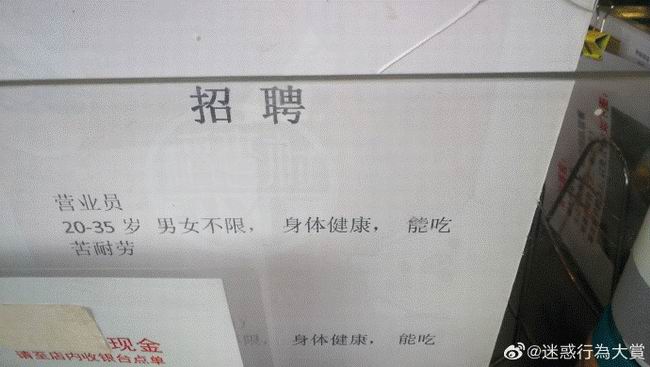 招聘
营业员
20-35 岁 男女不限， 身体健康， 能吃
苦耐劳
限， 身体健康， 能吃
现金
请至店内收银台点单
@迷惑行為大賞